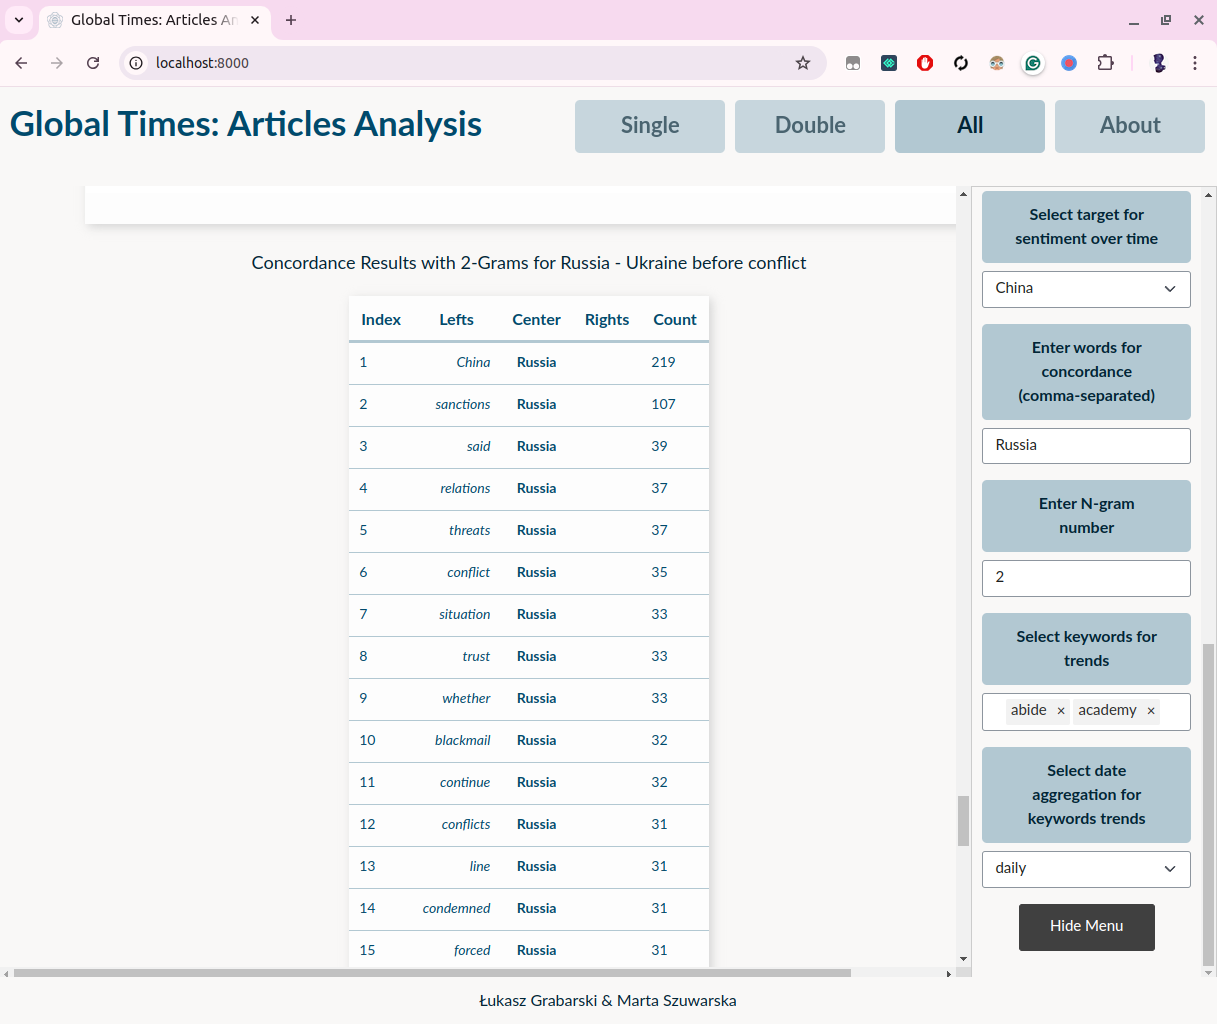 Global Times: Articles An
localhost:8000
Global Times: Articles Analysis
Single
Double
All
About
Concordance Results with 2-Grams for Russia - Ukraine before conflict
Index Lefts Center Rights Count
1 China Russia 219
2 sanctions Russia 107
3 said Russia 39
4 relations Russia 37
5 threats Russia 37
6 conflict Russia 35
7 situation Russia 33
8 trust Russia 33
9 whether Russia 33
10 blackmail Russia 32
11 continue Russia 32
12 conflicts Russia 31
13 line Russia 31
14 condemned Russia 31
15 forced Russia 31
Select target for
sentiment over time
China
Enter words for
concordance
(comma-separated)
Russia
Enter N-gram
number
2
Select keywords for
trends
abide × academy ×
Select date
aggregation for
keywords trends
daily
Hide Menu
Łukasz Grabarski & Marta Szuwarska